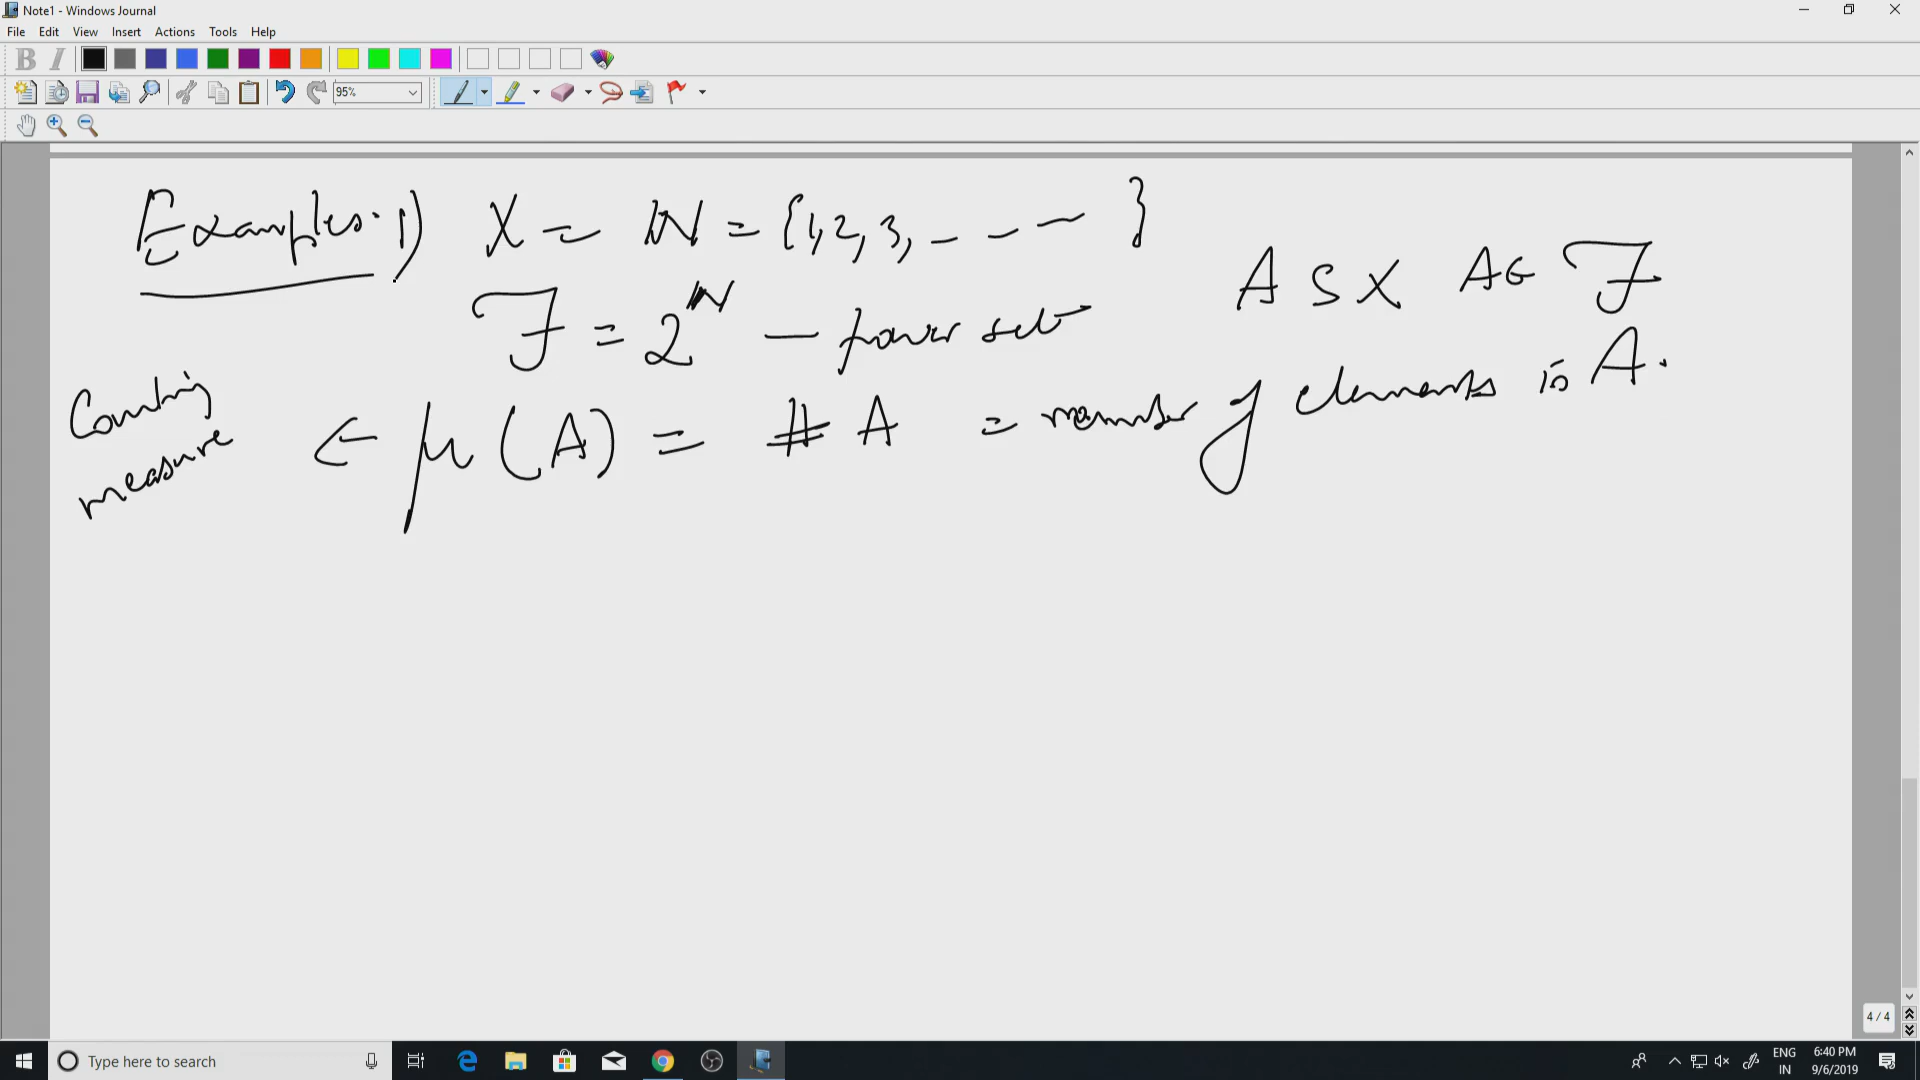 Note1 - Windows Journal
File Edit View Insert Actions Tools Help
B I
95%
Examples. 1) X = ℕ = {1, 2, 3, - - - }
A ⊆ X A ∈ ℱ
ℱ = 2^ℕ — power set
Counting measure ← μ(A) = # A = number of elements in A.
4 / 4
Type here to search
ENG
IN
6:40 PM
9/6/2019